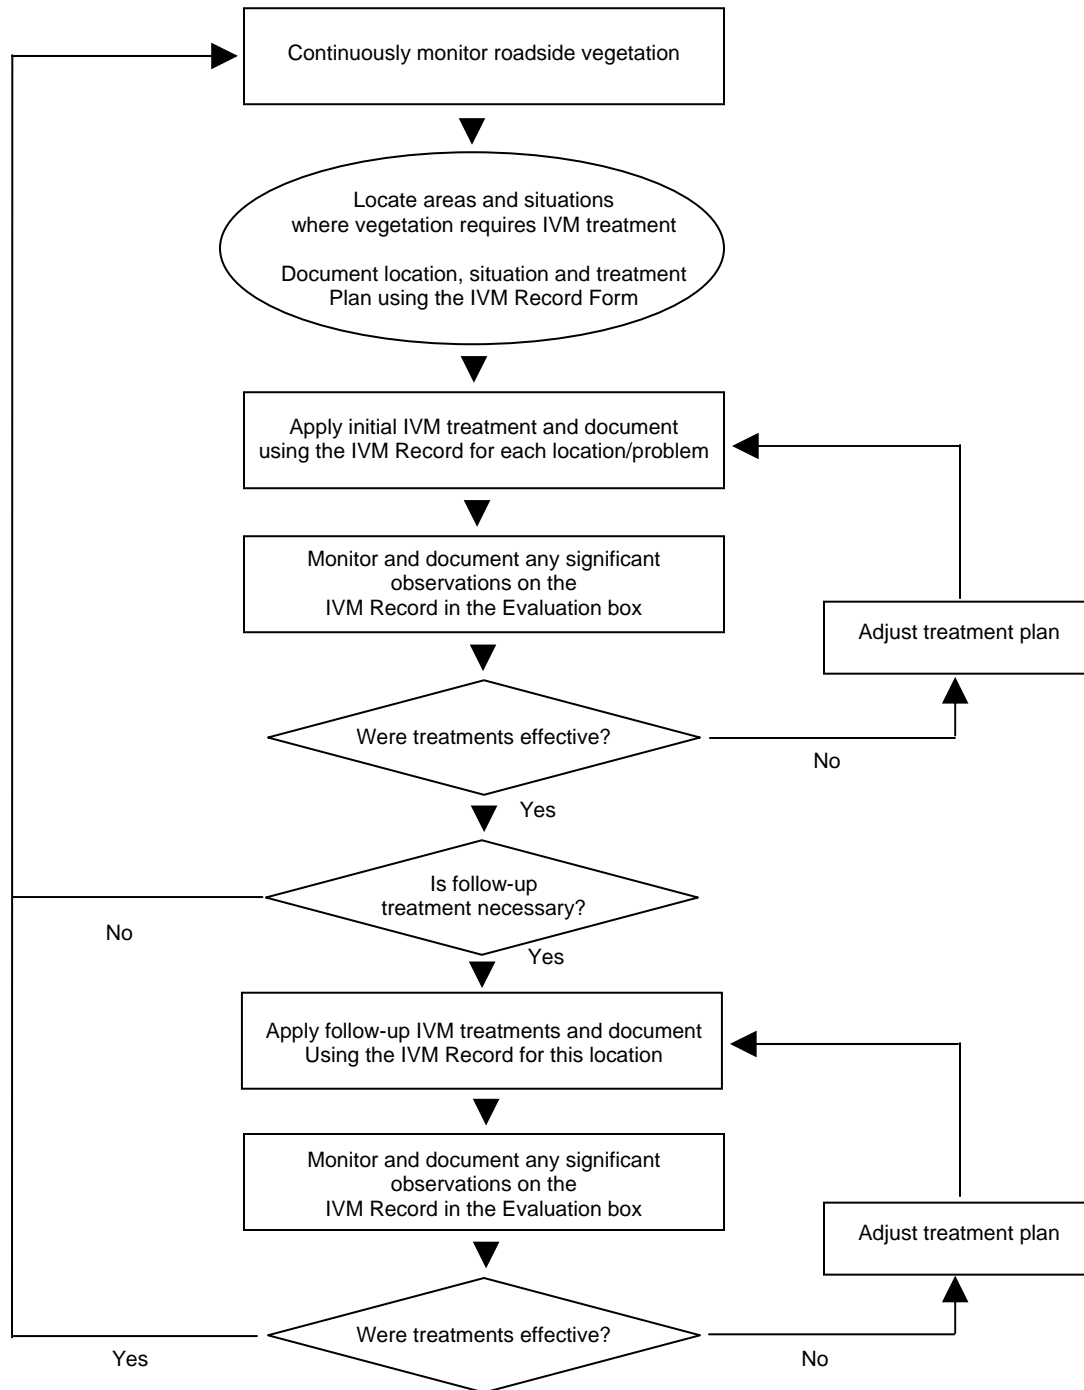 Continuously monitor roadside vegetation
Locate areas and situations
where vegetation requires IVM treatment
Document location, situation and treatment
Plan using the IVM Record Form
Apply initial IVM treatment and document
using the IVM Record for each location/problem
Monitor and document any significant
observations on the
IVM Record in the Evaluation box
Adjust treatment plan
Were treatments effective?
No
Yes
Is follow-up
treatment necessary?
No
Yes
Apply follow-up IVM treatments and document
Using the IVM Record for this location
Monitor and document any significant
observations on the
IVM Record in the Evaluation box
Adjust treatment plan
Were treatments effective?
Yes
No